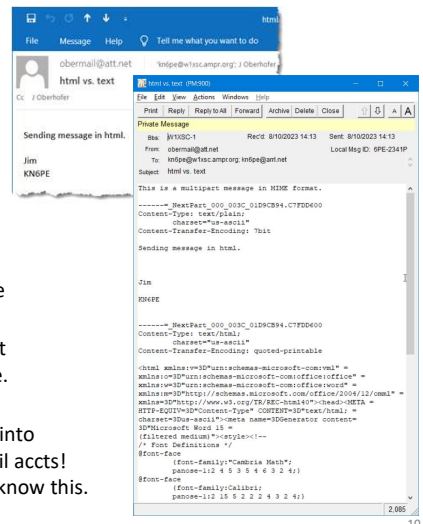 html
File Message Help Tell me what you want to do
obermail@att.net 'kn6pe@w1xsc.ampr.org'; J Oberhof
html vs. text
Cc J Oberhofer
Sending message in html.
Jim
KN6PE
html vs. text (PM:900)
File Edit View Actions Windows Help
Print Reply Reply to All Forward Archive Delete Close A A
Private Message
Bbs: W1XSC-1 Rec'd: 8/10/2023 14:13 Sent: 8/10/2023 14:13
From: obermail@att.net Local Msg ID: 6PE-2341P
To: kn6pe@w1xsc.ampr.org; kn6pe@arrl.net
Subject: html vs. text
This is a multipart message in MIME format.
------=_NextPart_000_003C_01D9CB94.C7FDD600
Content-Type: text/plain;
charset="us-ascii"
Content-Transfer-Encoding: 7bit
Sending message in html.
Jim
KN6PE
------=_NextPart_000_003C_01D9CB94.C7FDD600
Content-Type: text/html;
charset="us-ascii"
Content-Transfer-Encoding: quoted-printable
<html xmlns:v=3D"urn:schemas-microsoft-com:vml" =
xmlns:o=3D"urn:schemas-microsoft-com:office:office" =
xmlns:w=3D"urn:schemas-microsoft-com:office:word" =
xmlns:m=3D"http://schemas.microsoft.com/office/2004/12/omml" =
xmlns=3D"http://www.w3.org/TR/REC-html40"><head><META =
HTTP-EQUIV=3D"Content-Type" CONTENT=3D"text/html; =
charset=3Dus-ascii"><meta name=3DGenerator content=
3D"Microsoft Word 15 =
(filtered medium)"><style><!--
/* Font Definitions */
@font-face
{font-family:"Cambria Math";
panose-1:2 4 5 3 5 4 6 3 2 4;}
@font-face
{font-family:Calibri;
panose-1:2 15 5 2 2 2 4 3 2 4;}
2,085
e
t
e.
into
il accts!
know this.